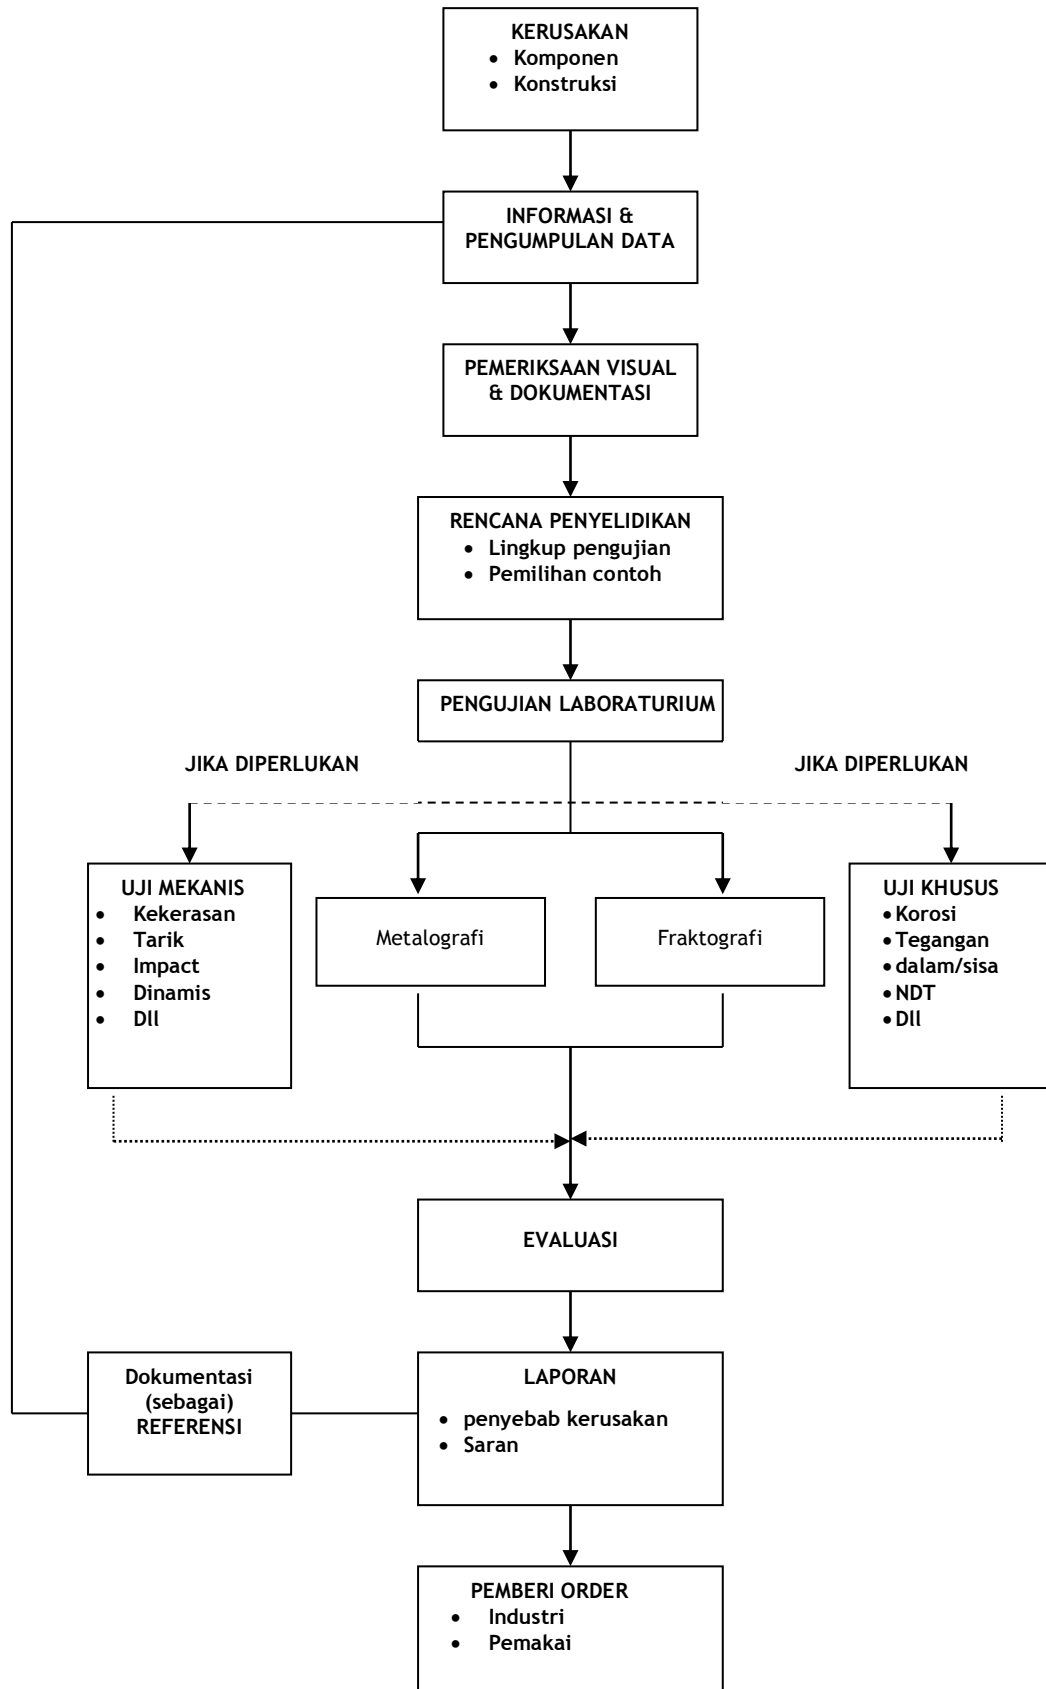 KERUSAKAN
• Komponen
• Konstruksi
INFORMASI &
PENGUMPULAN DATA
PEMERIKSAAN VISUAL
& DOKUMENTASI
RENCANA PENYELIDIKAN
• Lingkup pengujian
• Pemilihan contoh
PENGUJIAN LABORATURIUM
JIKA DIPERLUKAN
JIKA DIPERLUKAN
UJI MEKANIS
• Kekerasan
• Tarik
• Impact
• Dinamis
• Dll
Metalografi
Fraktografi
UJI KHUSUS
• Korosi
• Tegangan
• dalam/sisa
• NDT
• Dll
EVALUASI
Dokumentasi
(sebagai)
REFERENSI
LAPORAN
• penyebab kerusakan
• Saran
PEMBERI ORDER
• Industri
• Pemakai